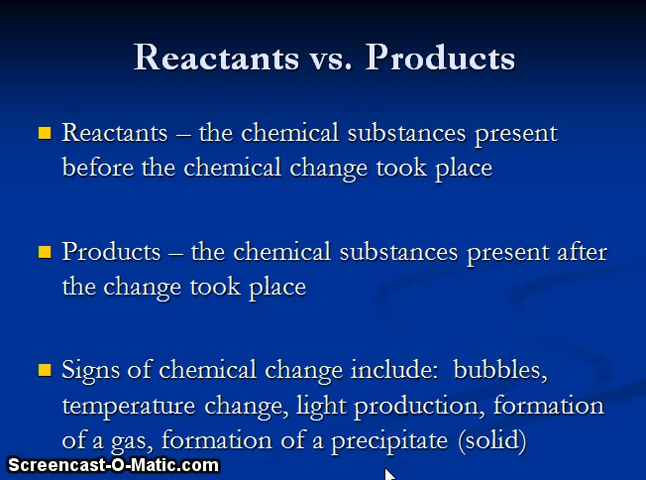 Reactants vs. Products
Reactants – the chemical substances present
before the chemical change took place
Products – the chemical substances present after
the change took place
Signs of chemical change include:  bubbles,
temperature change, light production, formation
of a gas, formation of a precipitate (solid)
Screencast-O-Matic.com